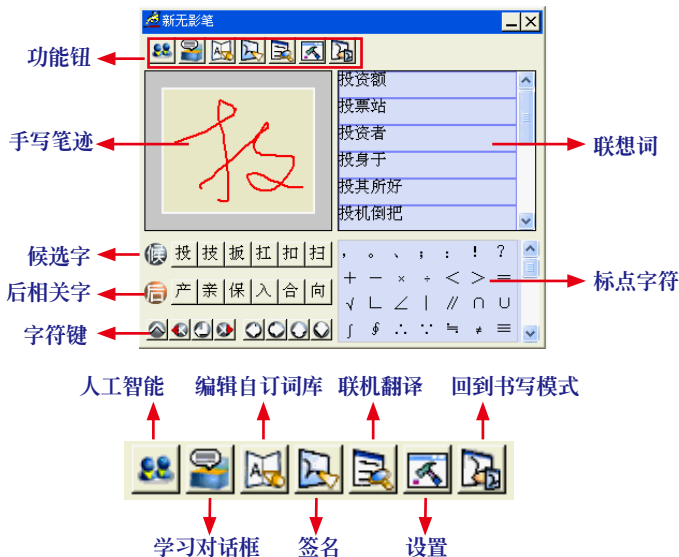 新无影笔
功能钮
手写笔迹
投
投资额
投票站
投资者
投身于
投其所好
投机倒把
联想词
候选字
候 投 技 扳 扛 扣 扫
后相关字
后 产 亲 保 入 合 向
字符键
， 。 、 ； ： ！ ？
＋ － × ÷ ＜ ＞ ＝
√ ∟ ∠ ∣ ∥ ∩ ∪
∫ ∮ ∴ ∵ ≒ ≠ ≡
标点字符
人工智能 编辑自订词库 联机翻译 回到书写模式
学习对话框 签名 设置